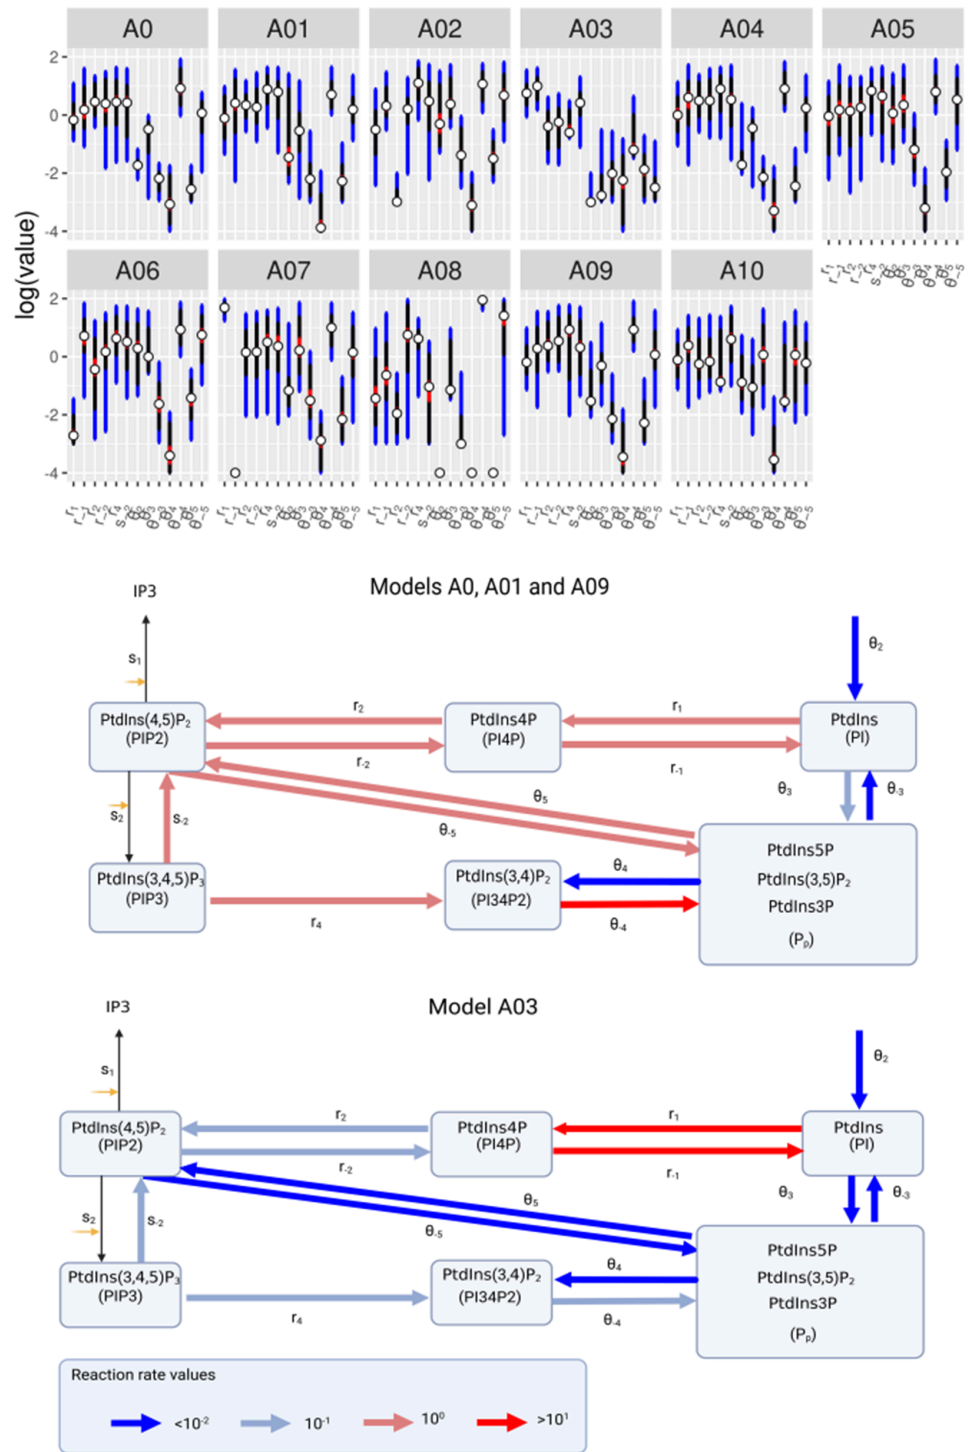 A0 A01 A02 A03 A04 A05
2
0
-2
-4
log(value)
A06 A07 A08 A09 A10
2
0
-2
-4
Models A0, A01 and A09
IP3
s₁
θ₂
PtdIns(4,5)P₂
(PIP2)
r₂
r₋₂
PtdIns4P
(PI4P)
r₁
r₋₁
PtdIns
(PI)
s₂
s₋₂
θ₅
θ₋₅
θ₃
θ₋₃
PtdIns(3,4,5)P₃
(PIP3)
r₄
PtdIns(3,4)P₂
(PI34P2)
θ₄
θ₋₄
PtdIns5P
PtdIns(3,5)P₂
PtdIns3P
(Pₚ)
Model A03
IP3
s₁
θ₂
PtdIns(4,5)P₂
(PIP2)
r₂
r₋₂
PtdIns4P
(PI4P)
r₁
r₋₁
PtdIns
(PI)
s₂
s₋₂
θ₅
θ₋₅
θ₃
θ₋₃
PtdIns(3,4,5)P₃
(PIP3)
r₄
PtdIns(3,4)P₂
(PI34P2)
θ₄
θ₋₄
PtdIns5P
PtdIns(3,5)P₂
PtdIns3P
(Pₚ)
Reaction rate values
<10⁻² 10⁻¹ 10⁰ >10¹